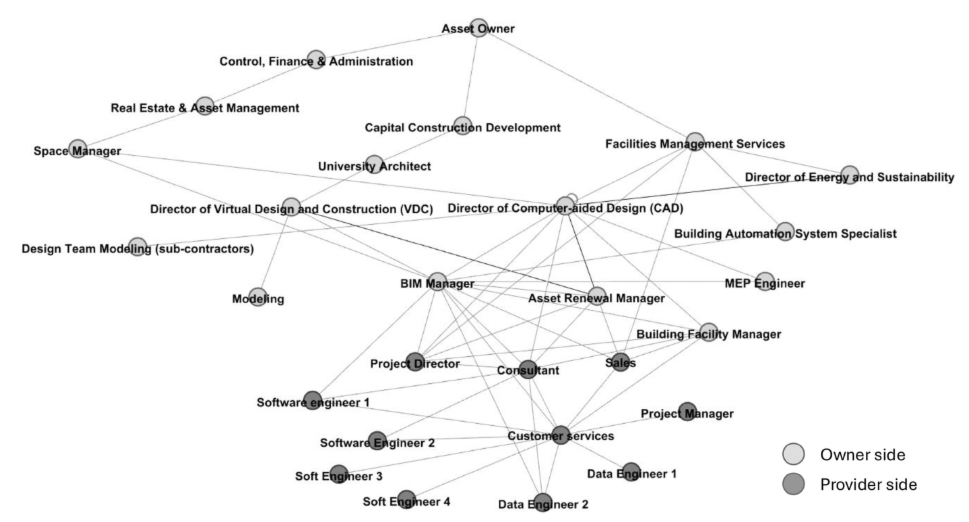 Asset Owner
Control, Finance & Administration
Real Estate & Asset Management
Capital Construction Development
Facilities Management Services
Space Manager
University Architect
Director of Energy and Sustainability
Director of Virtual Design and Construction (VDC)
Director of Computer-aided Design (CAD)
Building Automation System Specialist
Design Team Modeling (sub-contractors)
BIM Manager
MEP Engineer
Modeling
Asset Renewal Manager
Building Facility Manager
Project Director
Consultant
Sales
Software engineer 1
Project Manager
Software Engineer 2
Customer services
Owner side
Soft Engineer 3
Data Engineer 1
Provider side
Soft Engineer 4
Data Engineer 2